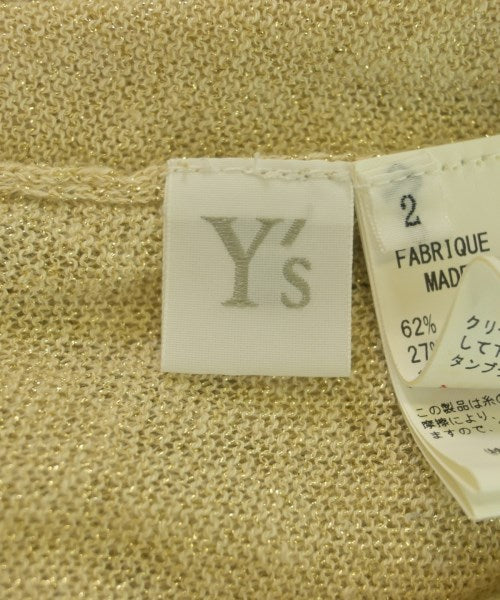 Y's
2
FABRIQUE
MADE
62%
27%
クリ
して
タンブ
この製品は糸の
摩擦により、
ますので、